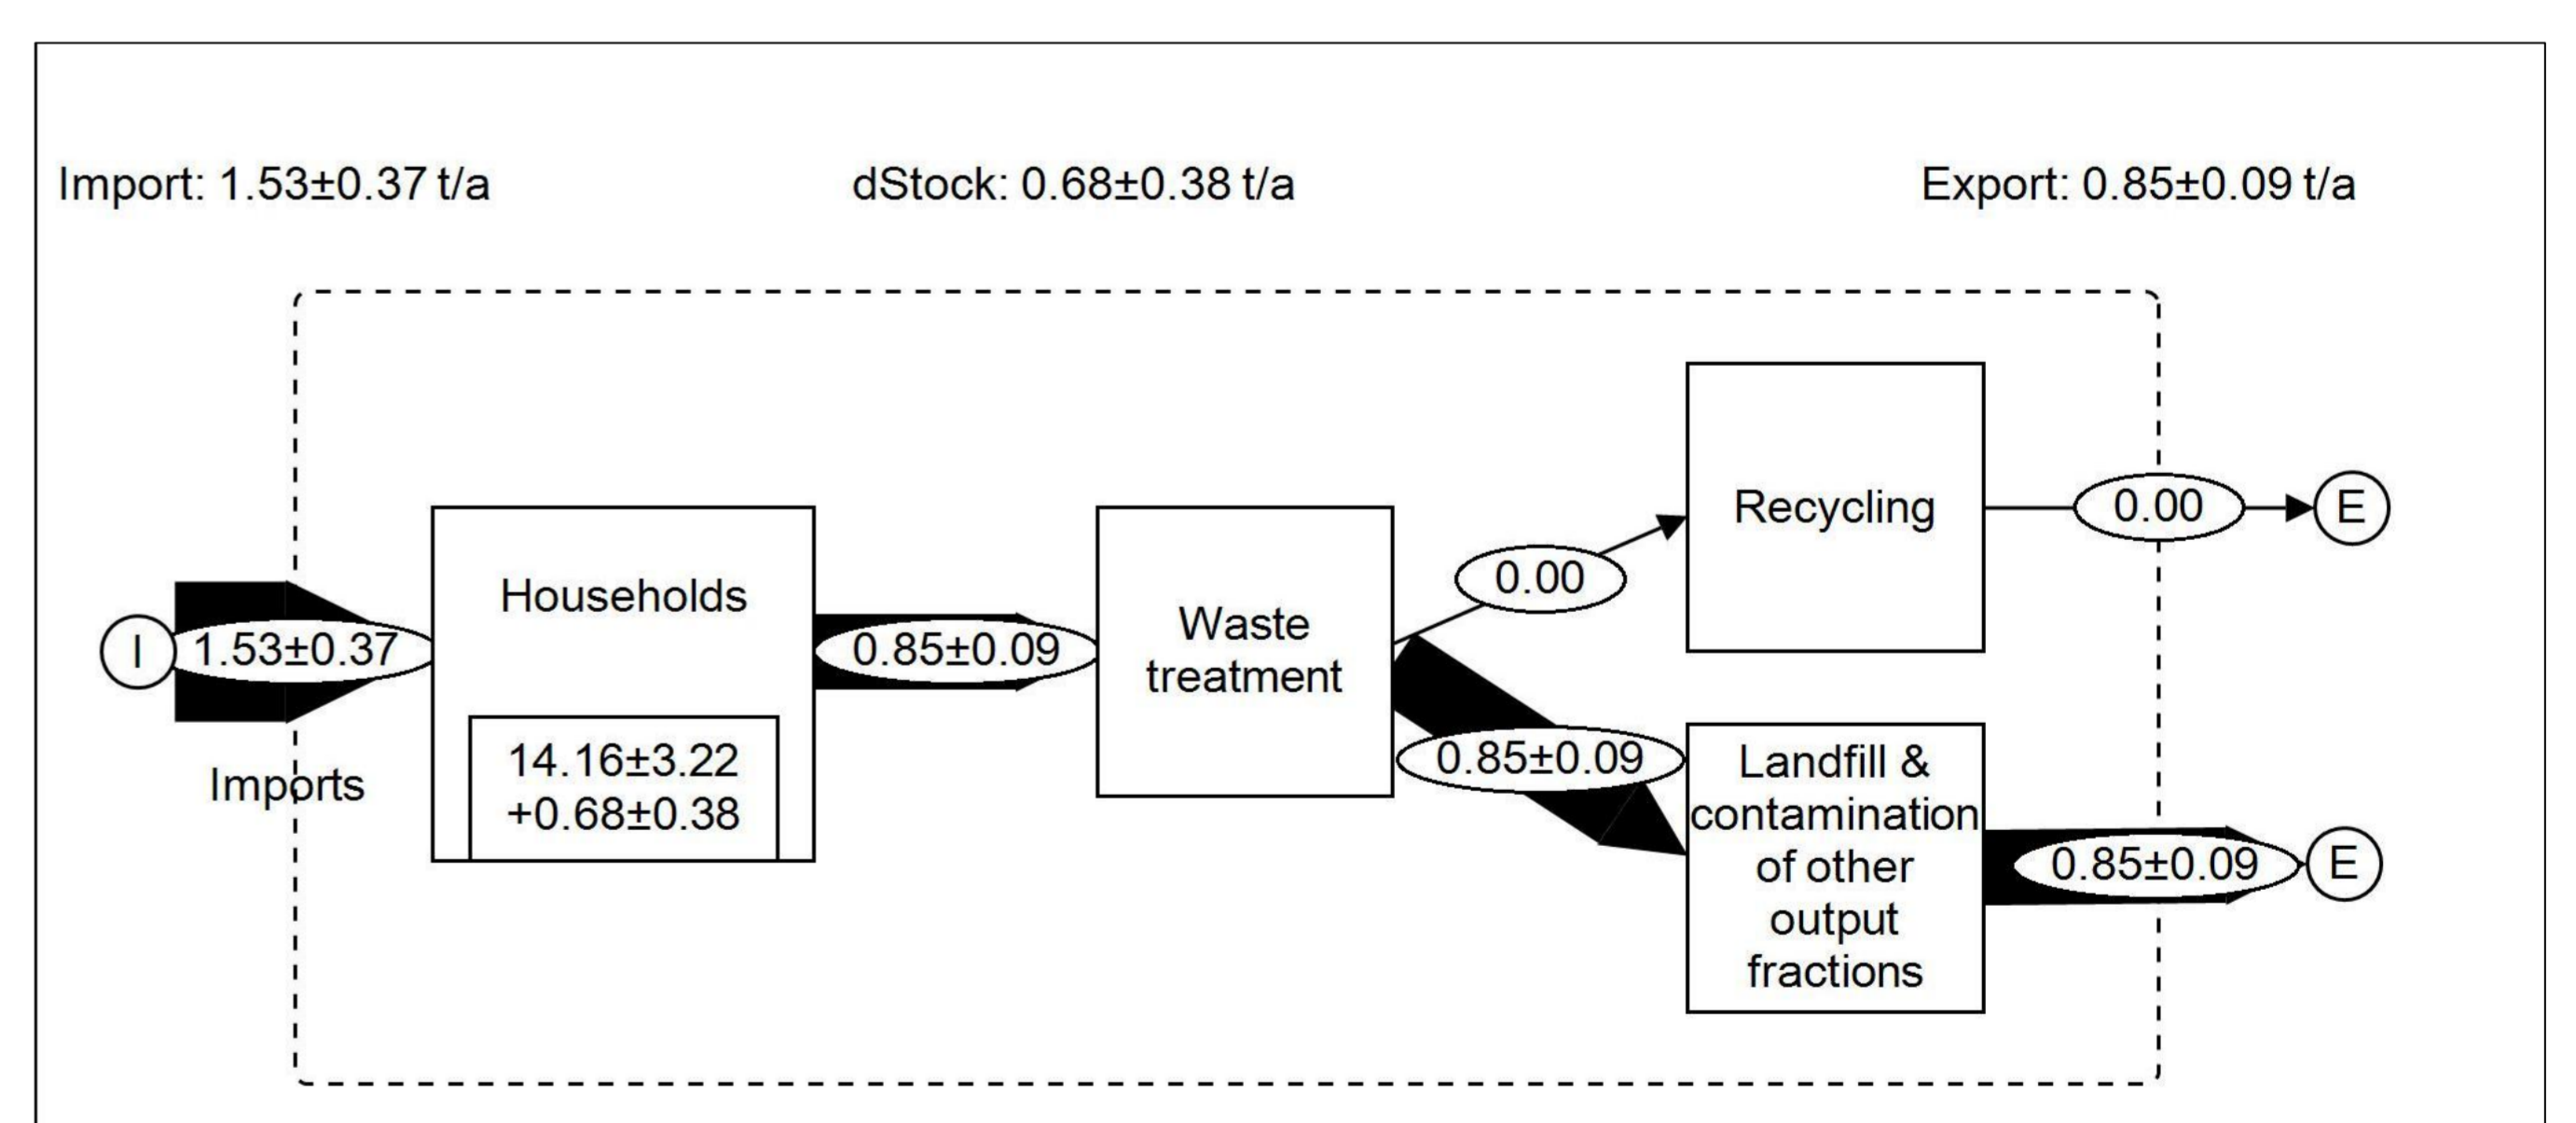 Import: 1.53±0.37 t/a
dStock: 0.68±0.38 t/a
Export: 0.85±0.09 t/a
I
1.53±0.37
Imports
Households
14.16±3.22
+0.68±0.38
0.85±0.09
Waste
treatment
0.00
0.85±0.09
Recycling
0.00
E
Landfill &
contamination
of other
output
fractions
0.85±0.09
E